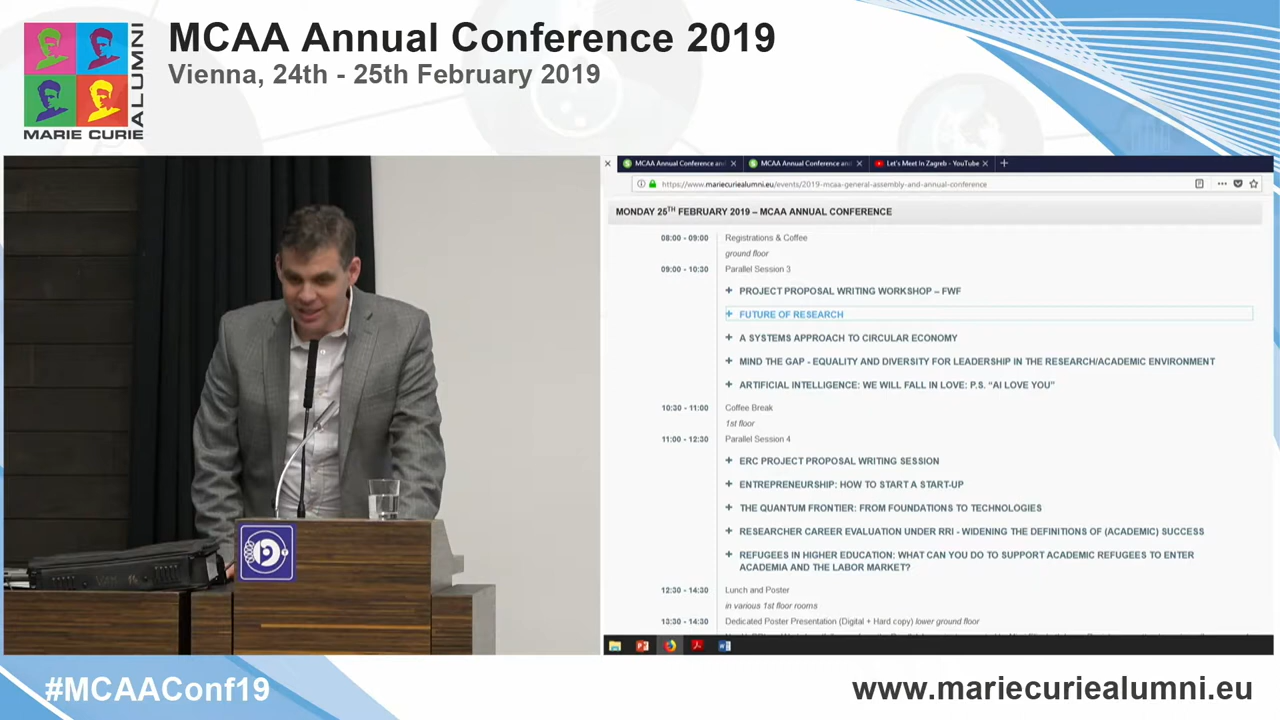 MCAA Annual Conference 2019
Vienna, 24th - 25th February 2019
MARIE CURIE
ALUMNI
MCAA Annual Conference and
MCAA Annual Conference and
Let's Meet In Zagreb - YouTube
https://www.mariecuriealumni.eu/events/2019-mcaa-general-assembly-and-annual-conference
MONDAY 25TH FEBRUARY 2019 – MCAA ANNUAL CONFERENCE
08:00 - 09:00 Registrations & Coffee
ground floor
09:00 - 10:30 Parallel Session 3
+ PROJECT PROPOSAL WRITING WORKSHOP – FWF
+ FUTURE OF RESEARCH
+ A SYSTEMS APPROACH TO CIRCULAR ECONOMY
+ MIND THE GAP - EQUALITY AND DIVERSITY FOR LEADERSHIP IN THE RESEARCH/ACADEMIC ENVIRONMENT
+ ARTIFICIAL INTELLIGENCE: WE WILL FALL IN LOVE: P.S. “AI LOVE YOU”
10:30 - 11:00 Coffee Break
1st floor
11:00 - 12:30 Parallel Session 4
+ ERC PROJECT PROPOSAL WRITING SESSION
+ ENTREPRENEURSHIP: HOW TO START A START-UP
+ THE QUANTUM FRONTIER: FROM FOUNDATIONS TO TECHNOLOGIES
+ RESEARCHER CAREER EVALUATION UNDER RRI - WIDENING THE DEFINITIONS OF (ACADEMIC) SUCCESS
+ REFUGEES IN HIGHER EDUCATION: WHAT CAN YOU DO TO SUPPORT ACADEMIC REFUGEES TO ENTER
ACADEMIA AND THE LABOR MARKET?
12:30 - 14:30 Lunch and Poster
in various 1st floor rooms
13:30 - 14:30 Dedicated Poster Presentation (Digital + Hard copy) lower ground floor
#MCAAConf19
www.mariecuriealumni.eu